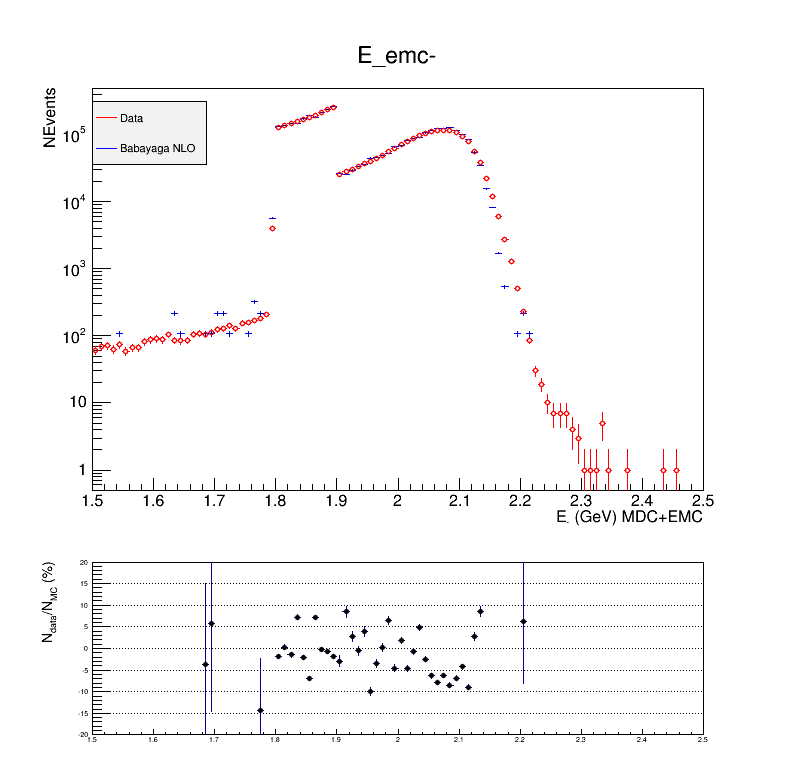 E_emc-
NEvents
Data
Babayaga NLO
10^5
10^4
10^3
10^2
10
1
1.5 1.6 1.7 1.8 1.9 2 2.1 2.2 2.3 2.4 2.5
E_- (GeV) MDC+EMC
N_data/N_MC (%)
20
15
10
5
0
-5
-10
-15
-20
1.5 1.6 1.7 1.8 1.9 2 2.1 2.2 2.3 2.4 2.5